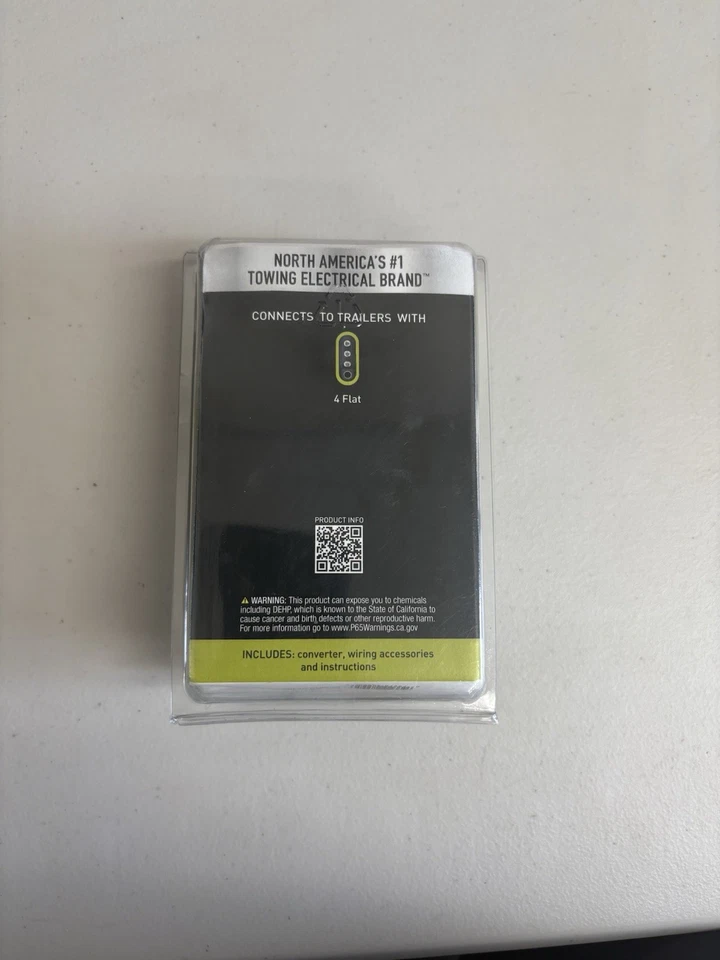 NORTH AMERICA'S #1
TOWING ELECTRICAL BRAND™
CONNECTS TO TRAILERS WITH
4 Flat
PRODUCT INFO
⚠ WARNING: This product can expose you to chemicals
including DEHP, which is known to the State of California to
cause cancer and birth defects or other reproductive harm.
For more information go to www.P65Warnings.ca.gov
INCLUDES: converter, wiring accessories
and instructions